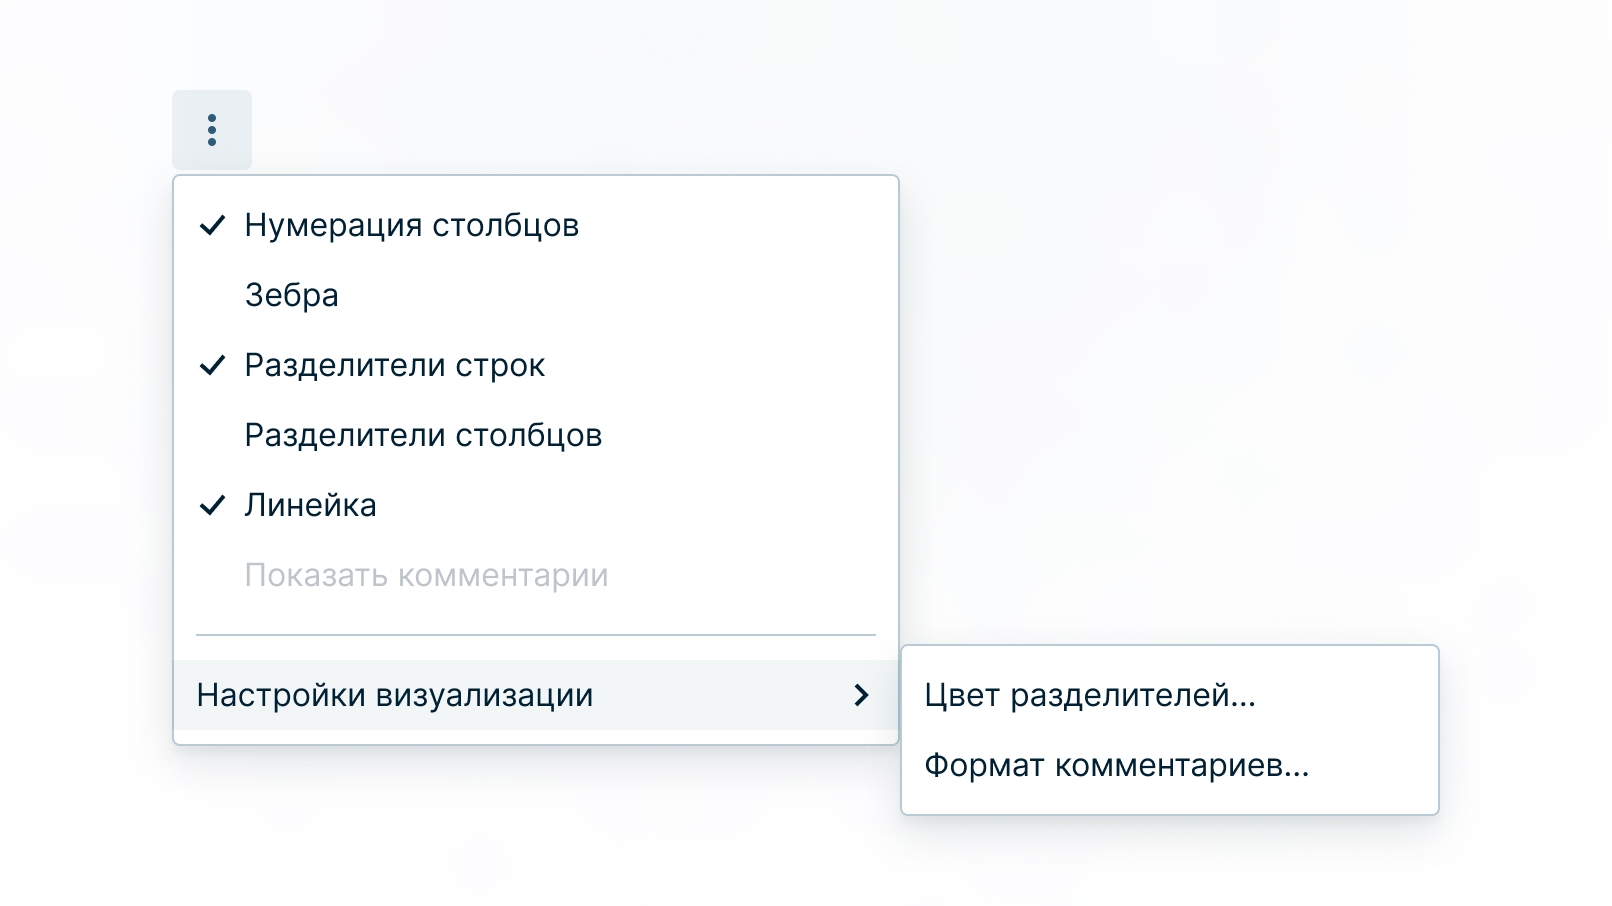 Нумерация столбцов
Зебра
Разделители строк
Разделители столбцов
Линейка
Показать комментарии
Настройки визуализации
Цвет разделителей...
Формат комментариев...